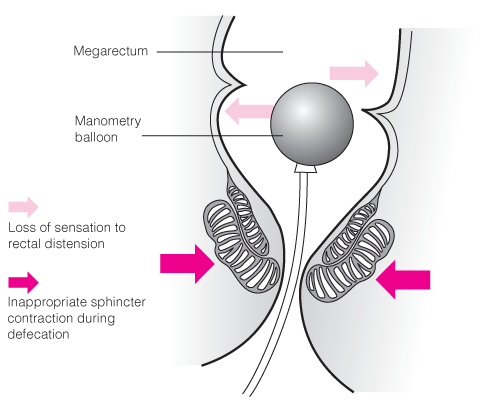 Megarectum
Manometry
balloon
Loss of sensation to
rectal distension
Inappropriate sphincter
contraction during
defecation